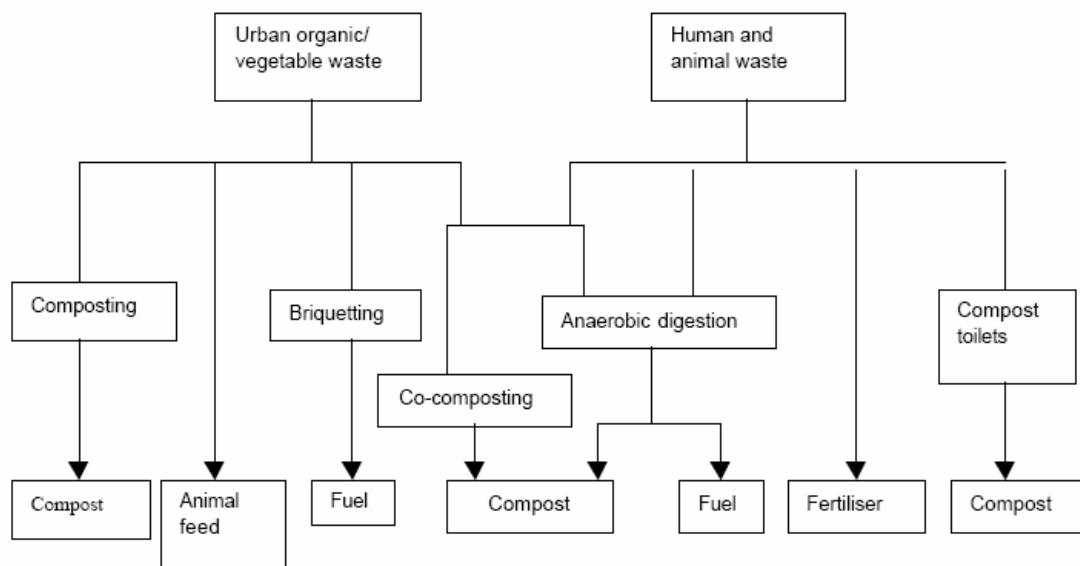 Urban organic/
vegetable waste
Human and
animal waste
Composting
Briquetting
Anaerobic digestion
Compost
toilets
Co-composting
Compost
Animal
feed
Fuel
Compost
Fuel
Fertiliser
Compost